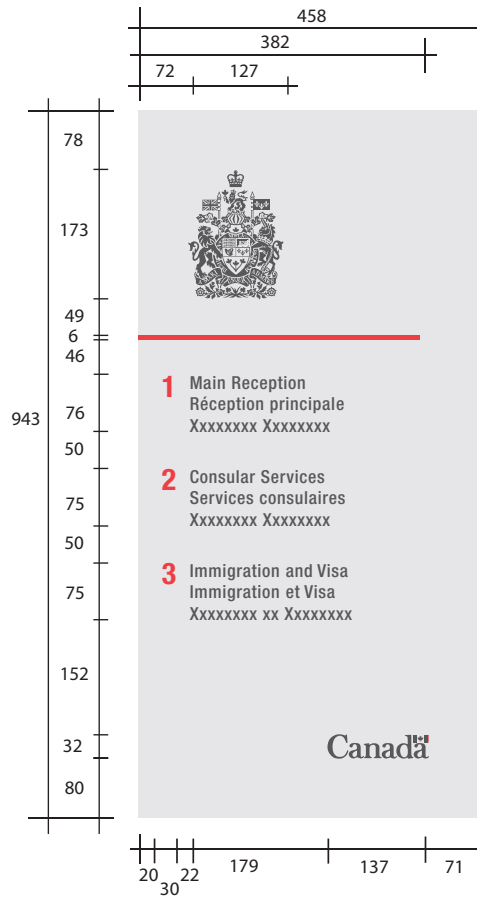 458
382
72 127
78
173
49
6
46
943
76
50
75
50
75
152
32
80
1 Main Reception
Réception principale
Xxxxxxxx Xxxxxxxx
2 Consular Services
Services consulaires
Xxxxxxxx Xxxxxxxx
3 Immigration and Visa
Immigration et Visa
Xxxxxxxx xx Xxxxxxxx
Canada
20 30 22 179 137 71